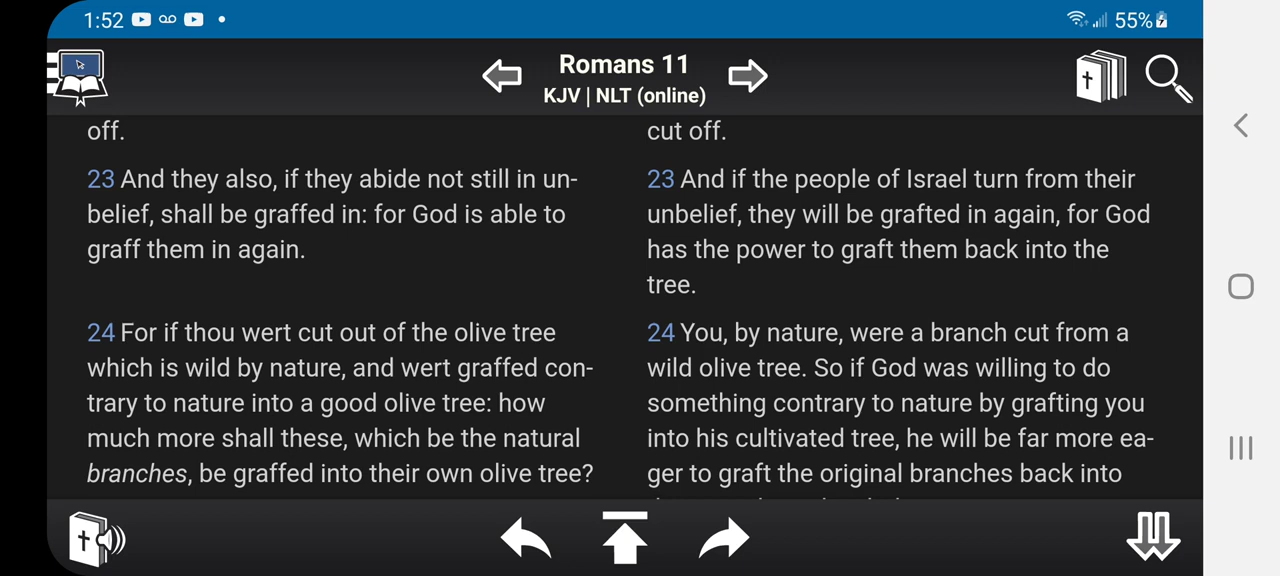 1:52
55%
Romans 11
KJV | NLT (online)
off.
23 And they also, if they abide not still in un-
belief, shall be graffed in: for God is able to
graff them in again.
24 For if thou wert cut out of the olive tree
which is wild by nature, and wert graffed con-
trary to nature into a good olive tree: how
much more shall these, which be the natural
branches, be graffed into their own olive tree?
cut off.
23 And if the people of Israel turn from their
unbelief, they will be grafted in again, for God
has the power to graft them back into the
tree.
24 You, by nature, were a branch cut from a
wild olive tree. So if God was willing to do
something contrary to nature by grafting you
into his cultivated tree, he will be far more ea-
ger to graft the original branches back into